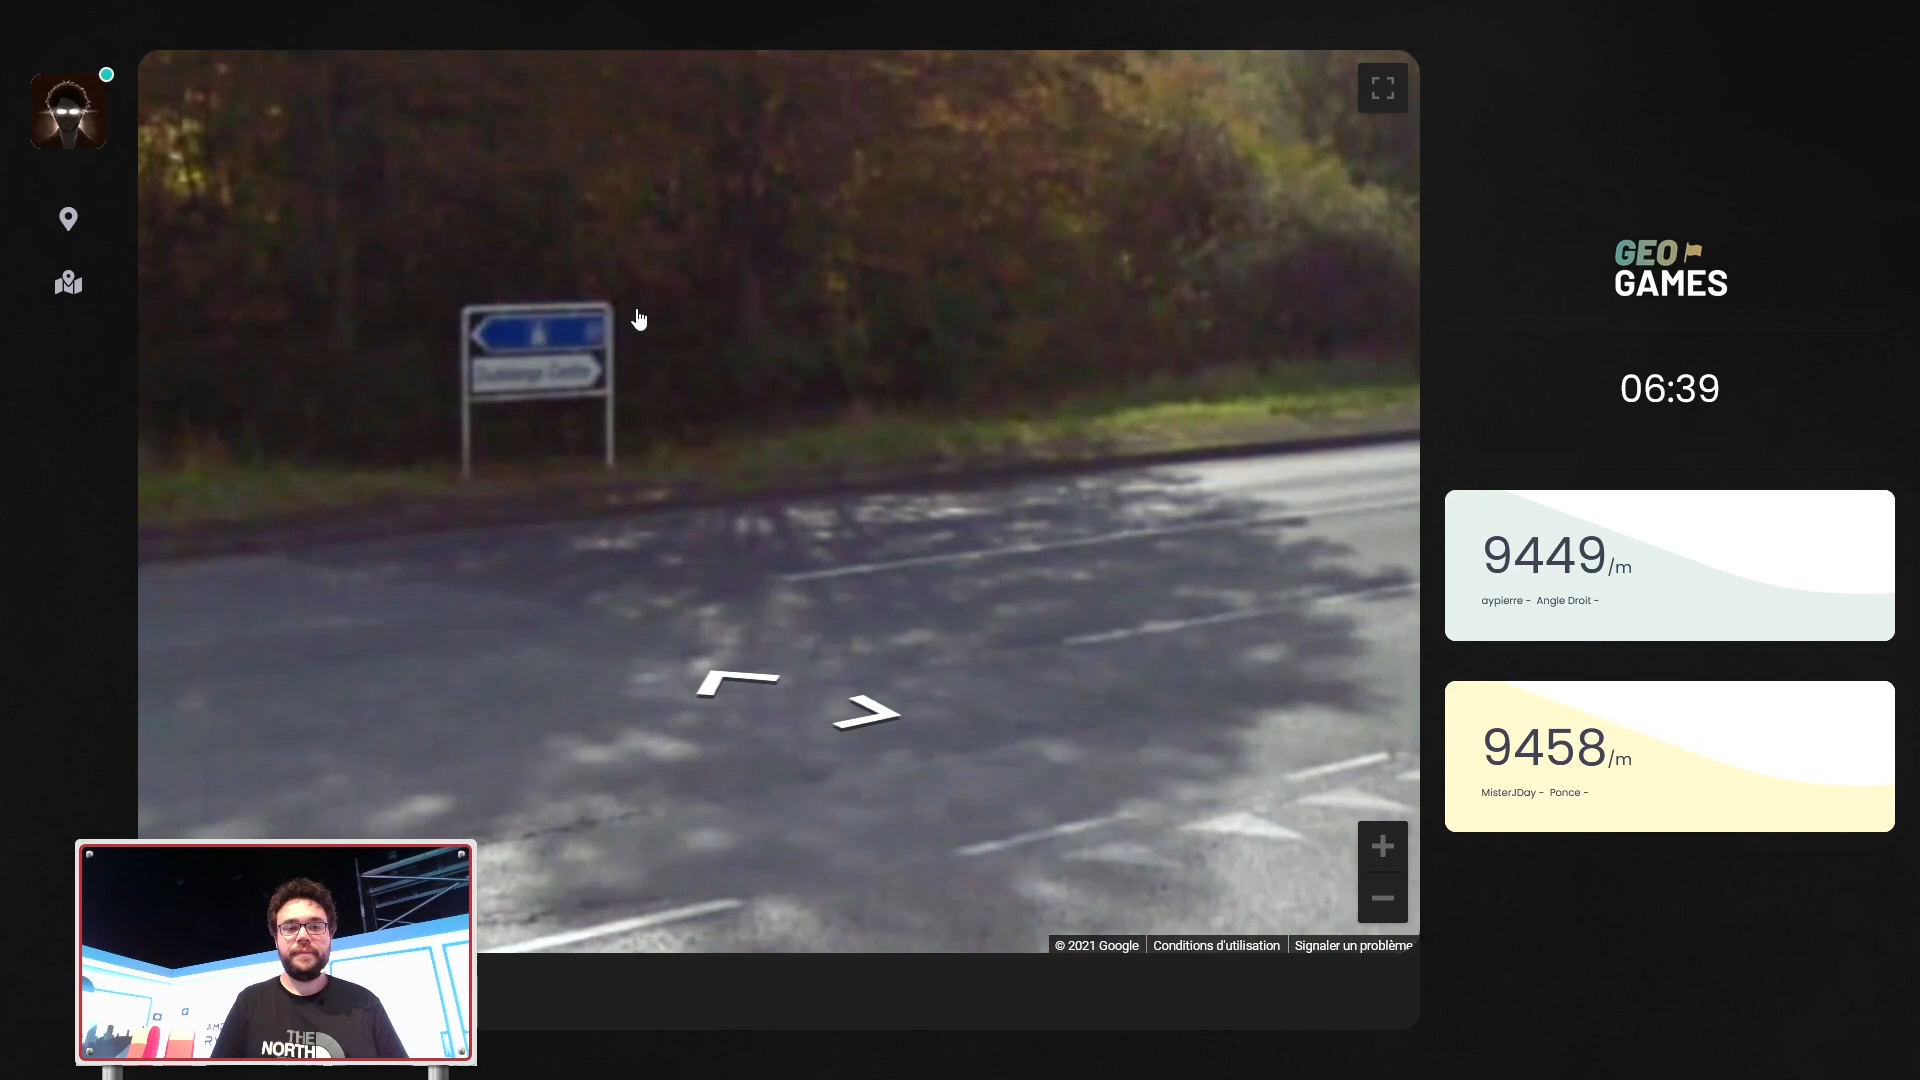 GEO
GAMES
06:39
9449/m
aypierre - Angle Droit -
9458/m
MisterJDay - Ponce -
© 2021 Google
Conditions d'utilisation
Signaler un problème
THE
NORTH